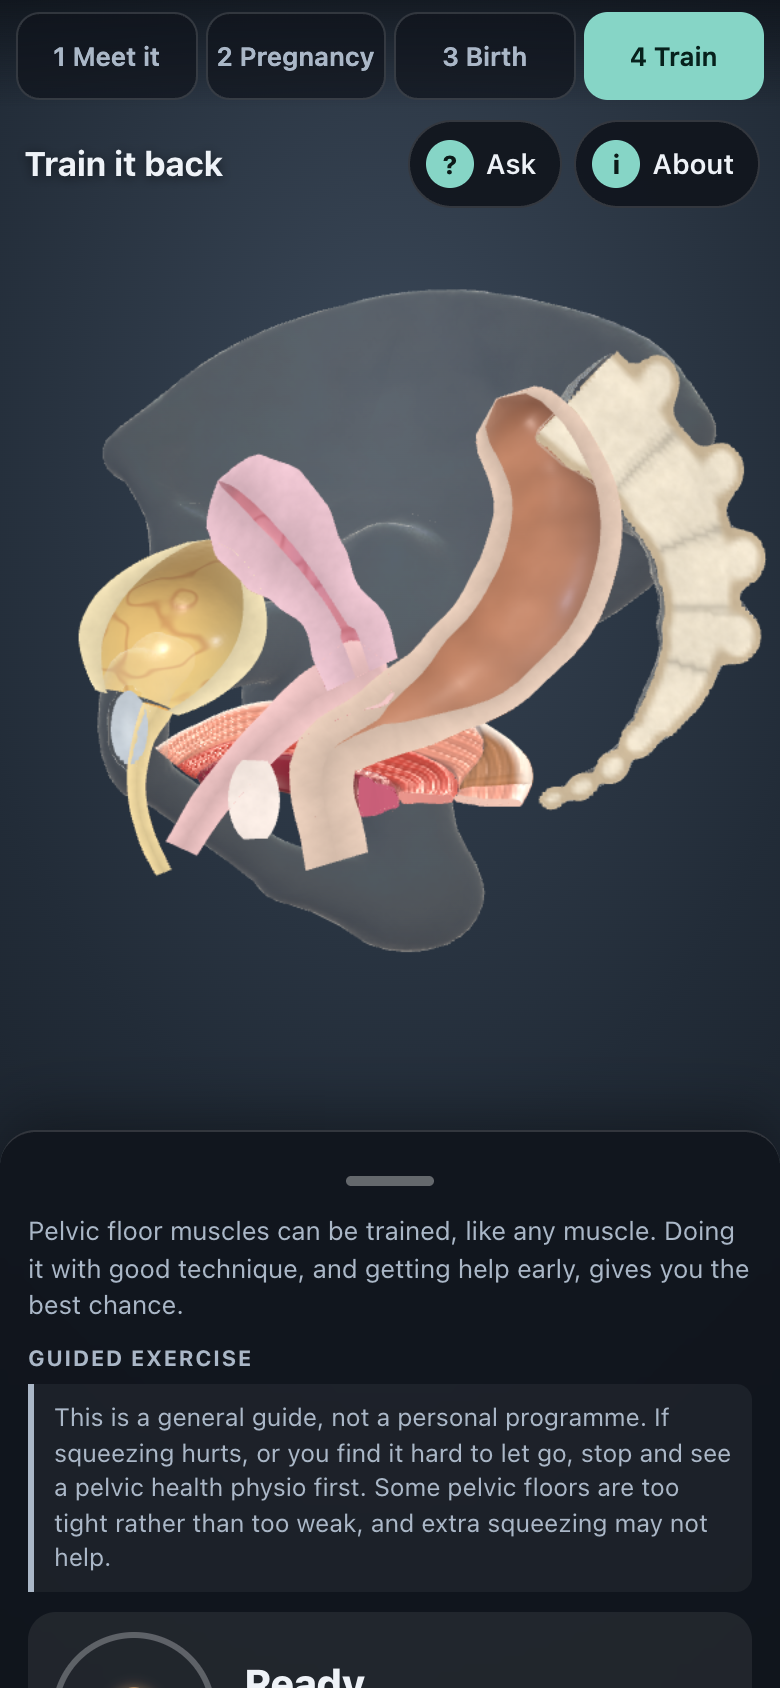 1 Meet it
2 Pregnancy
3 Birth
4 Train
Train it back
? Ask
i About
Pelvic floor muscles can be trained, like any muscle. Doing
it with good technique, and getting help early, gives you the
best chance.
GUIDED EXERCISE
This is a general guide, not a personal programme. If
squeezing hurts, or you find it hard to let go, stop and see
a pelvic health physio first. Some pelvic floors are too
tight rather than too weak, and extra squeezing may not
help.
Ready